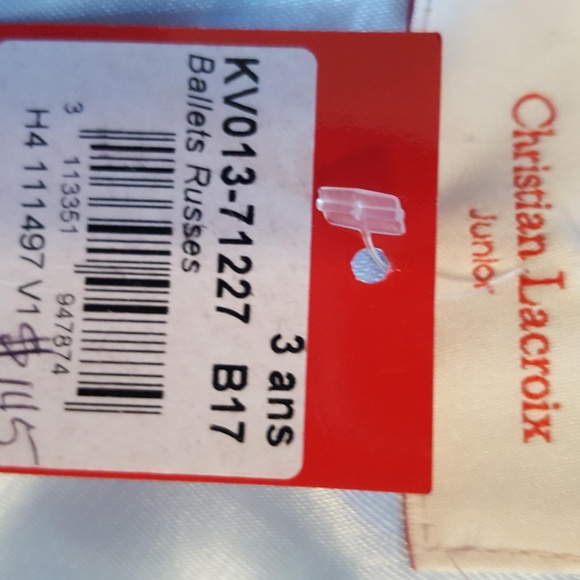 Christian Lacroix
Junior
3 ans
KV013-71227 B17
Ballets Russes
3 113351 947874
H4 111497 V1
$145